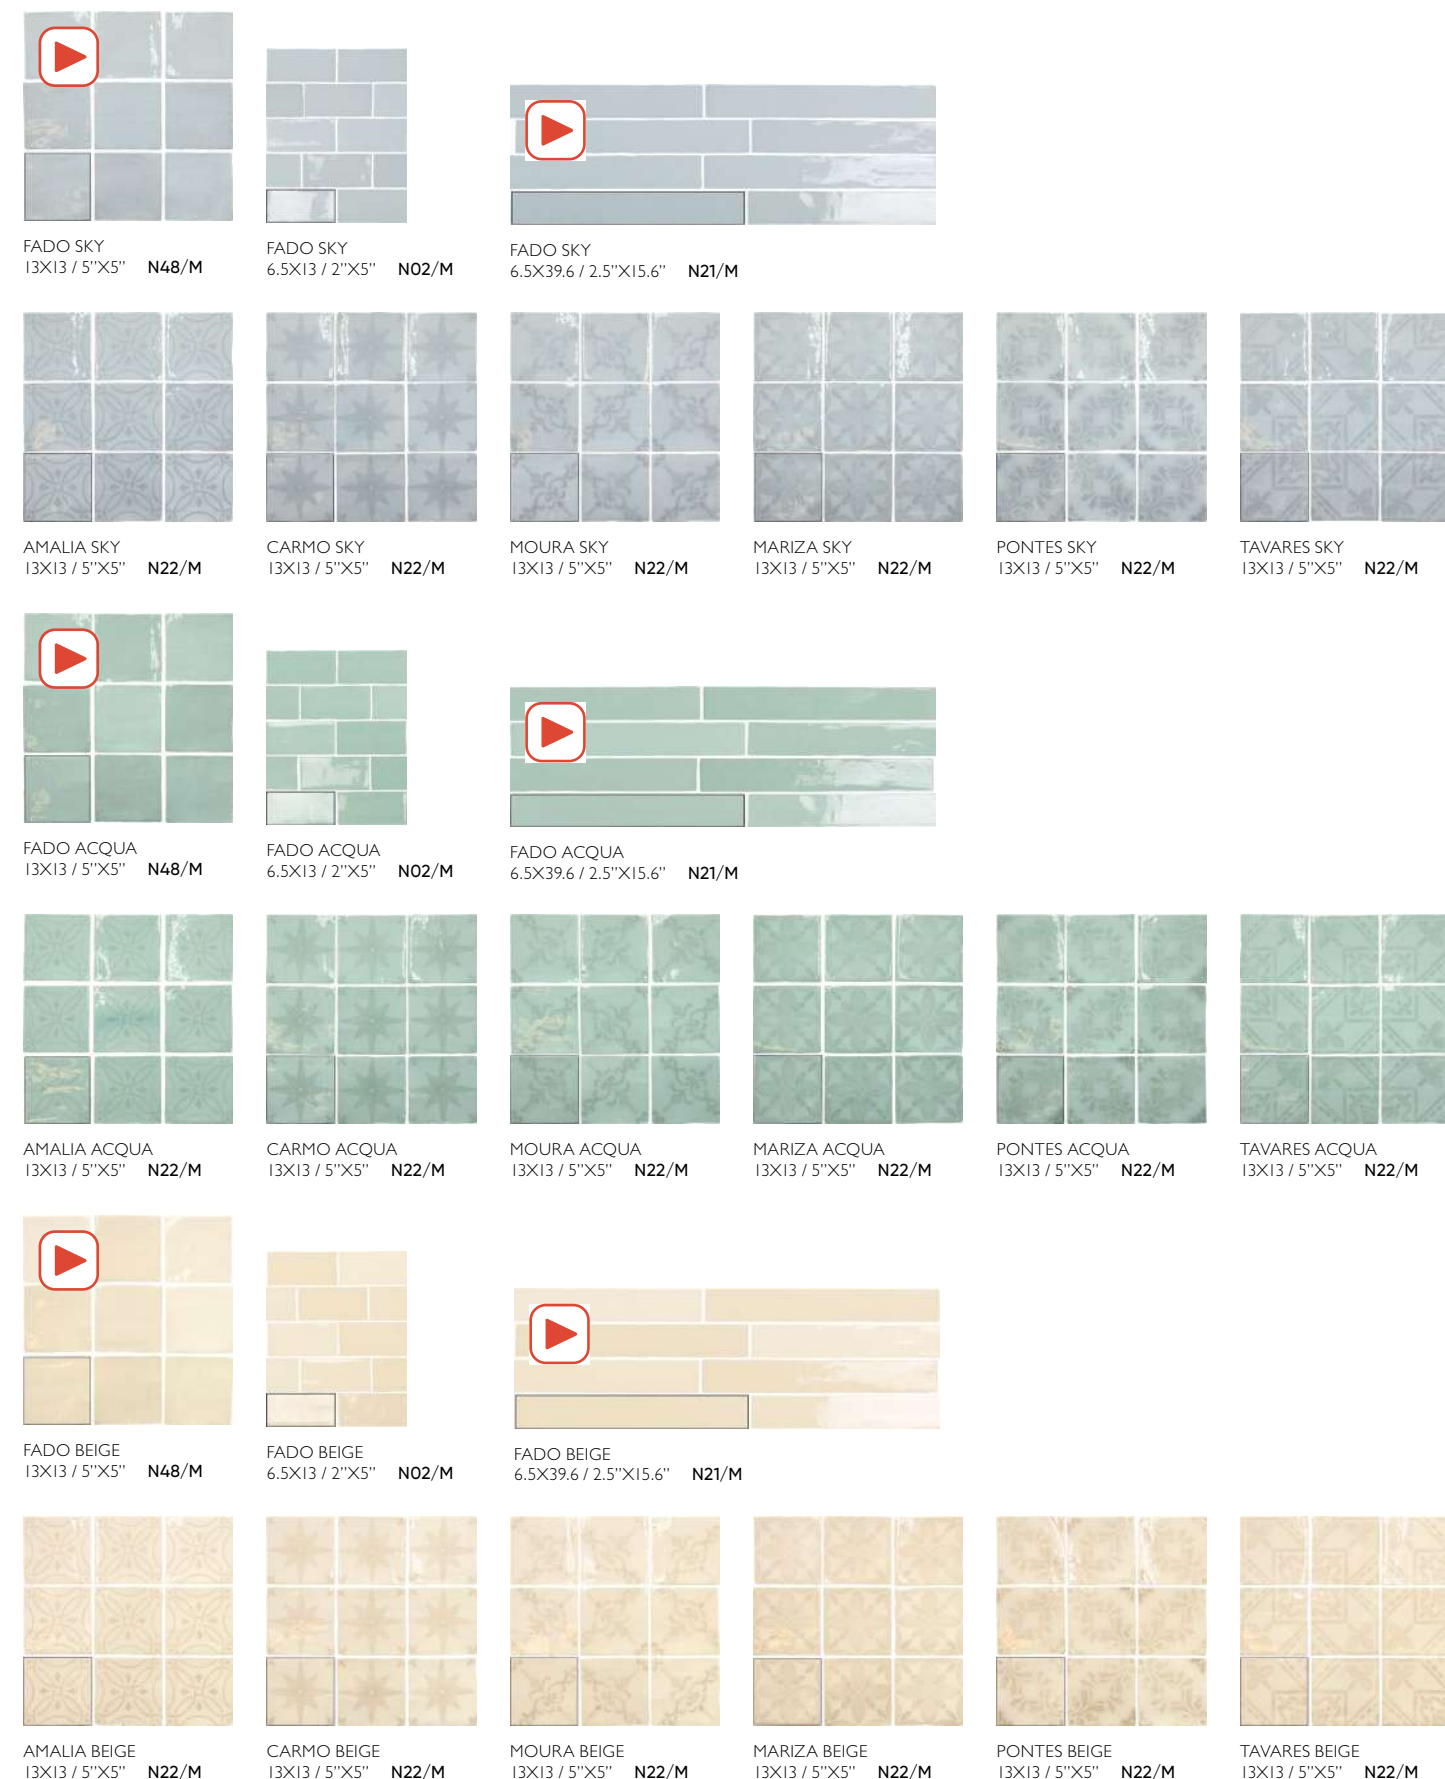 FADO SKY
13X13 / 5”X5” N48/M
FADO SKY
6.5X13 / 2”X5” N02/M
FADO SKY
6.5X39.6 / 2.5”X15.6” N21/M
AMALIA SKY
13X13 / 5”X5” N22/M
CARMO SKY
13X13 / 5”X5” N22/M
MOURA SKY
13X13 / 5”X5” N22/M
MARIZA SKY
13X13 / 5”X5” N22/M
PONTES SKY
13X13 / 5”X5” N22/M
TAVARES SKY
13X13 / 5”X5” N22/M
FADO ACQUA
13X13 / 5”X5” N48/M
FADO ACQUA
6.5X13 / 2”X5” N02/M
FADO ACQUA
6.5X39.6 / 2.5”X15.6” N21/M
AMALIA ACQUA
13X13 / 5”X5” N22/M
CARMO ACQUA
13X13 / 5”X5” N22/M
MOURA ACQUA
13X13 / 5”X5” N22/M
MARIZA ACQUA
13X13 / 5”X5” N22/M
PONTES ACQUA
13X13 / 5”X5” N22/M
TAVARES ACQUA
13X13 / 5”X5” N22/M
FADO BEIGE
13X13 / 5”X5” N48/M
FADO BEIGE
6.5X13 / 2”X5” N02/M
FADO BEIGE
6.5X39.6 / 2.5”X15.6” N21/M
AMALIA BEIGE
13X13 / 5”X5” N22/M
CARMO BEIGE
13X13 / 5”X5” N22/M
MOURA BEIGE
13X13 / 5”X5” N22/M
MARIZA BEIGE
13X13 / 5”X5” N22/M
PONTES BEIGE
13X13 / 5”X5” N22/M
TAVARES BEIGE
13X13 / 5”X5” N22/M